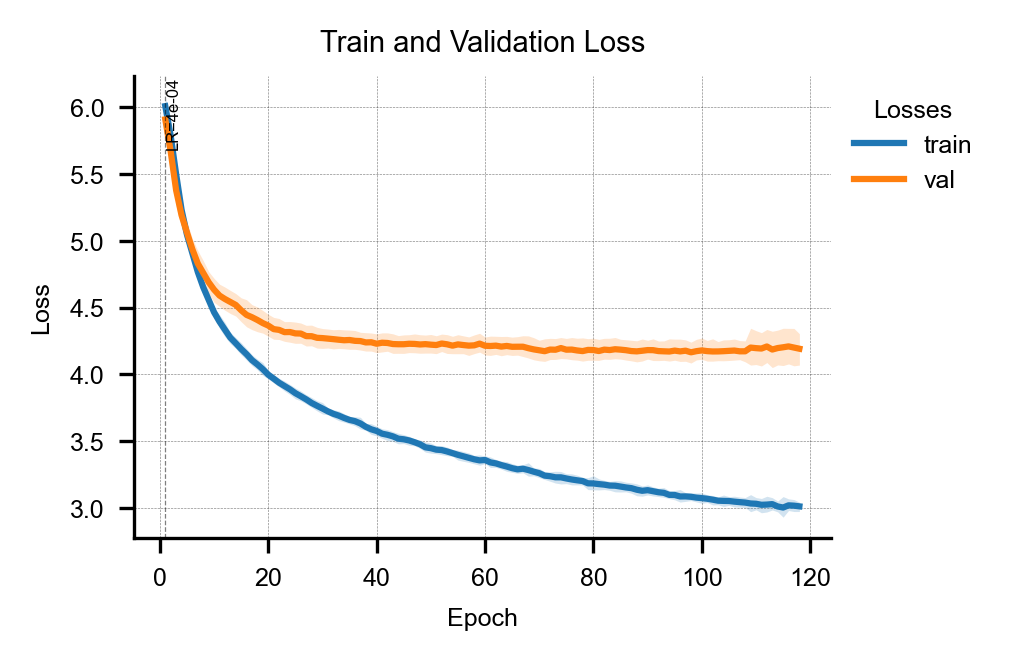 Train and Validation Loss
LR=4e-04
Losses
train
val
Loss
6.0
5.5
5.0
4.5
4.0
3.5
3.0
0 20 40 60 80 100 120
Epoch